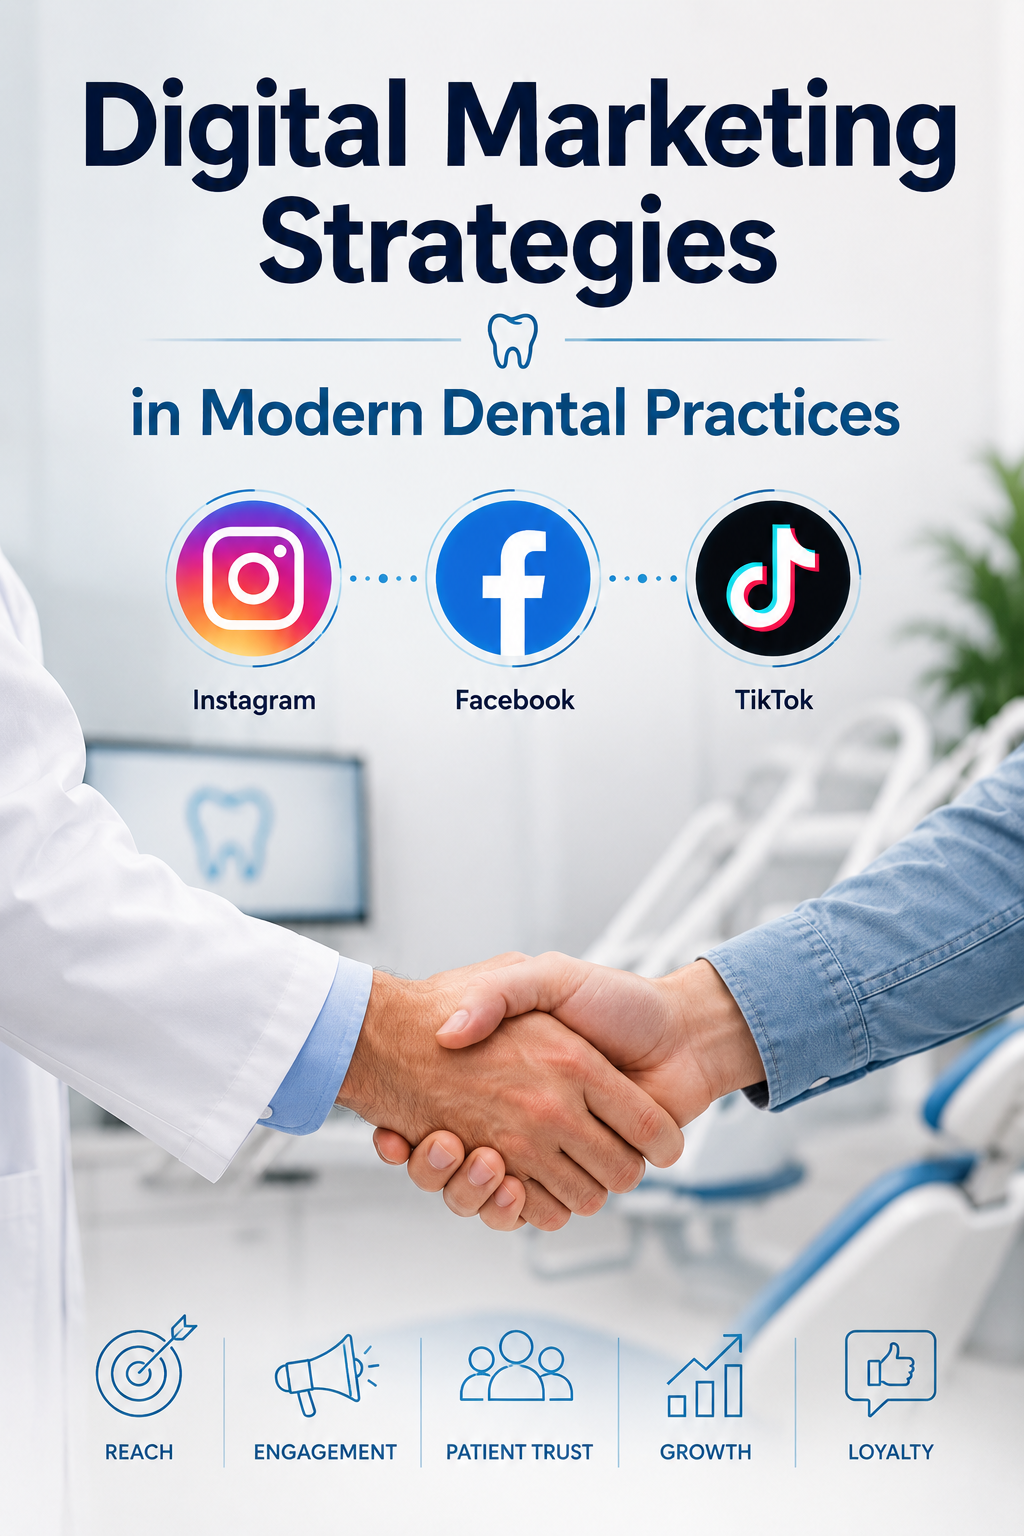 Digital Marketing
Strategies
in Modern Dental Practices
Instagram
Facebook
TikTok
REACH
ENGAGEMENT
PATIENT TRUST
GROWTH
LOYALTY